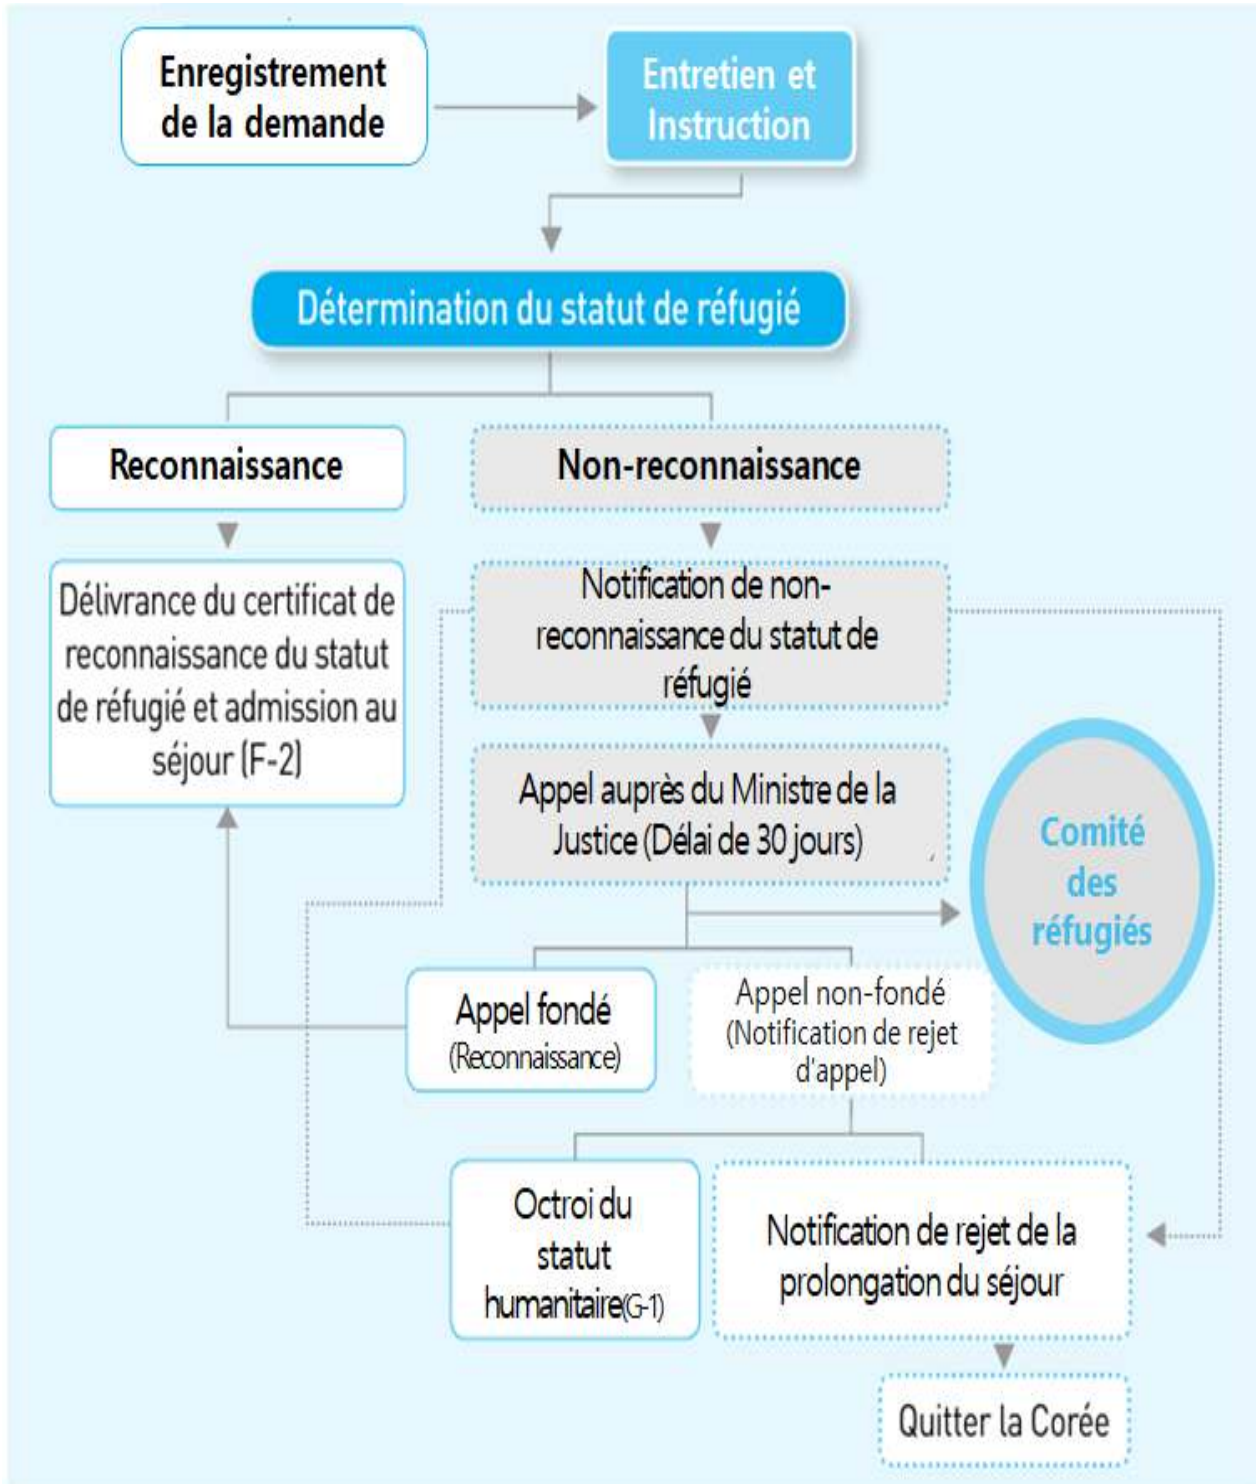 Enregistrement
de la demande
Entretien et
Instruction
Détermination du statut de réfugié
Reconnaissance
Non-reconnaissance
Délivrance du certificat de
reconnaissance du statut
de réfugié et admission au
séjour (F-2)
Notification de non-
reconnaissance du statut de
réfugié
Appel auprès du Ministre de la
Justice (Délai de 30 jours)
Comité
des
réfugiés
Appel fondé
(Reconnaissance)
Appel non-fondé
(Notification de rejet
d'appel)
Octroi du
statut
humanitaire(G-1)
Notification de rejet de la
prolongation du séjour
Quitter la Corée